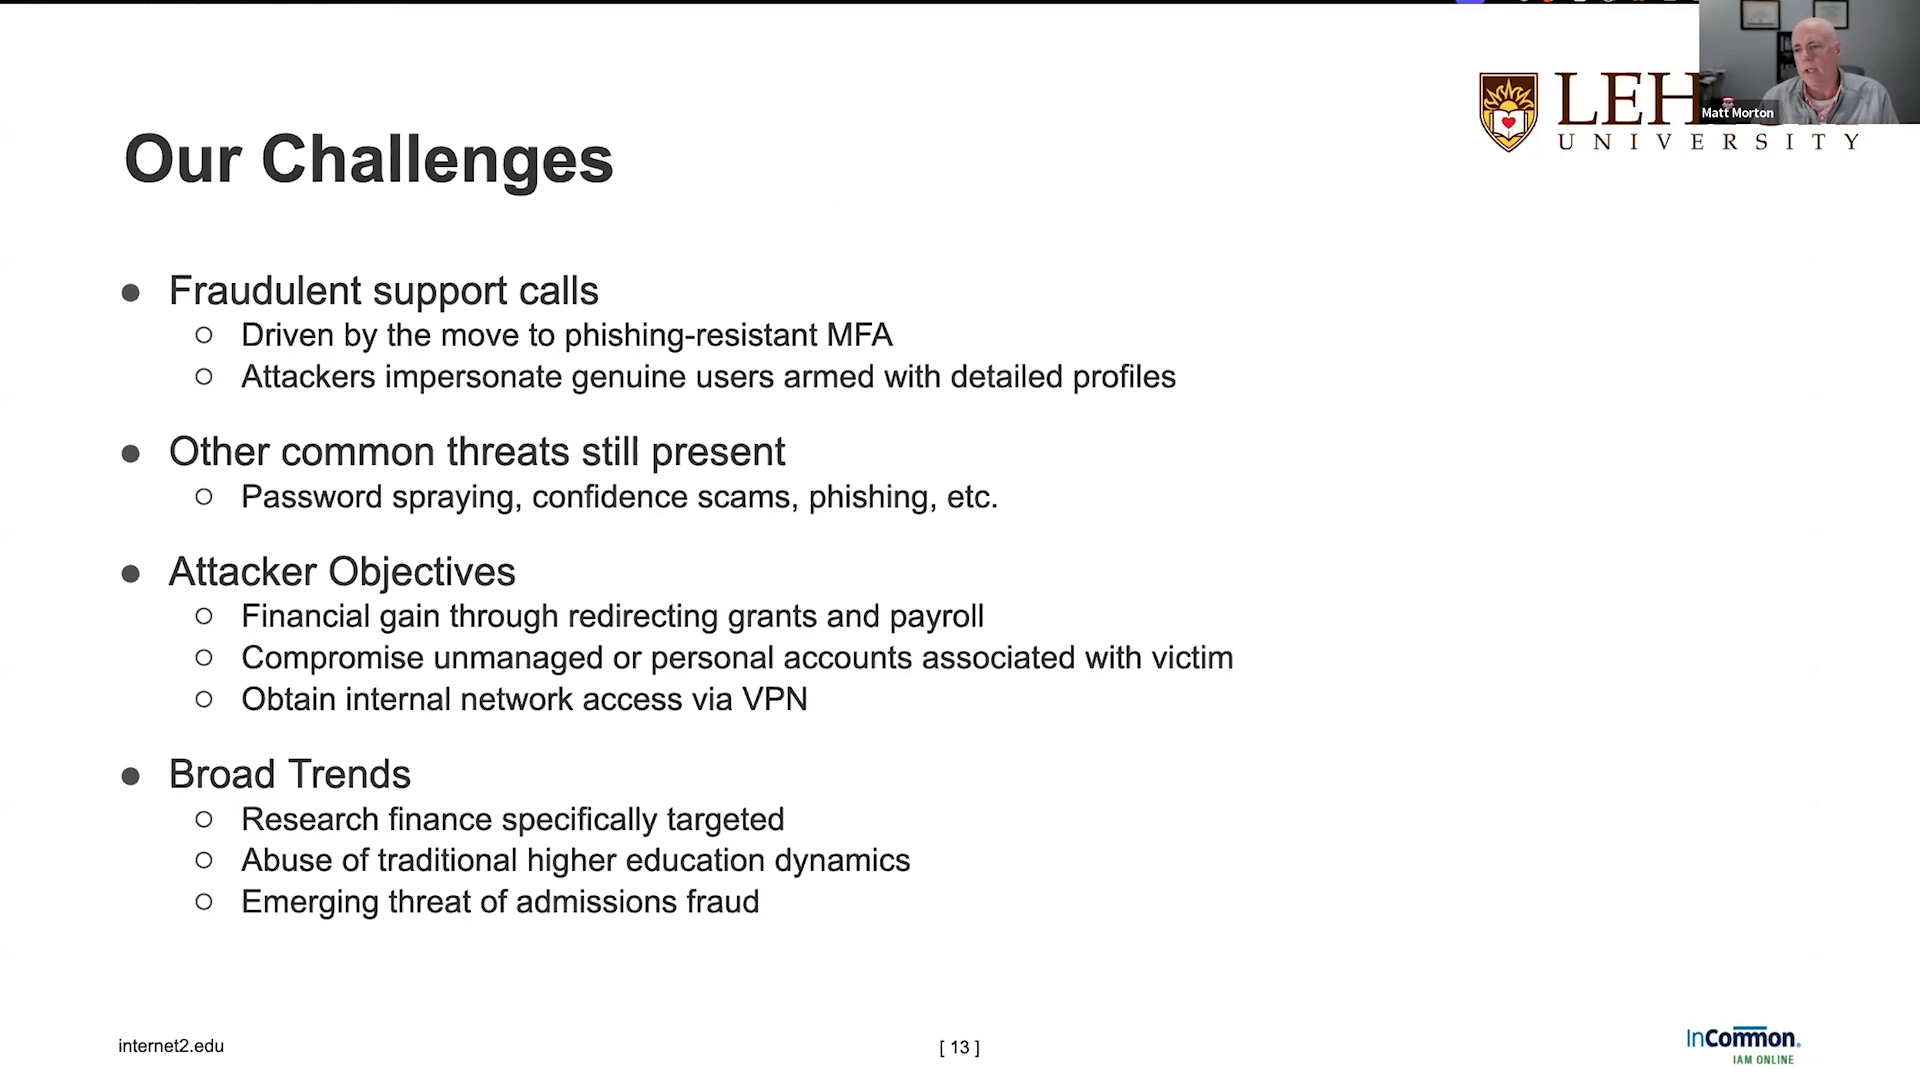 LEH
Matt Morton
UNIVERSITY
Our Challenges
● Fraudulent support calls
○ Driven by the move to phishing-resistant MFA
○ Attackers impersonate genuine users armed with detailed profiles
● Other common threats still present
○ Password spraying, confidence scams, phishing, etc.
● Attacker Objectives
○ Financial gain through redirecting grants and payroll
○ Compromise unmanaged or personal accounts associated with victim
○ Obtain internal network access via VPN
● Broad Trends
○ Research finance specifically targeted
○ Abuse of traditional higher education dynamics
○ Emerging threat of admissions fraud
internet2.edu
[ 13 ]
InCommon.
IAM ONLINE